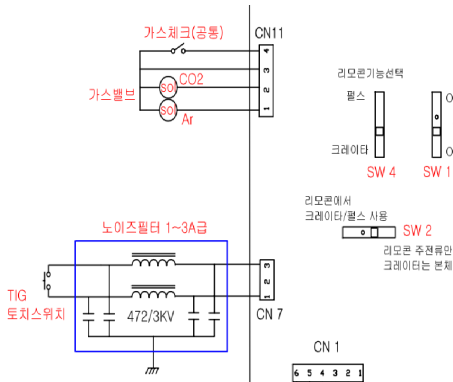 가스체크(공통)
CN11
4
3
CO2
SOl
2
가스밸브
SOl
1
Ar
리모콘기능선택
펄스
크레이타
SW 4
SW 1
리모콘에서
크레이타/펄스 사용
SW 2
리모콘 주전류만
크레이터는 본체
노이즈필터 1~3A급
3
2
1
TIG
토치스위치
472/3KV
CN 7
CN 1
6 5 4 3 2 1